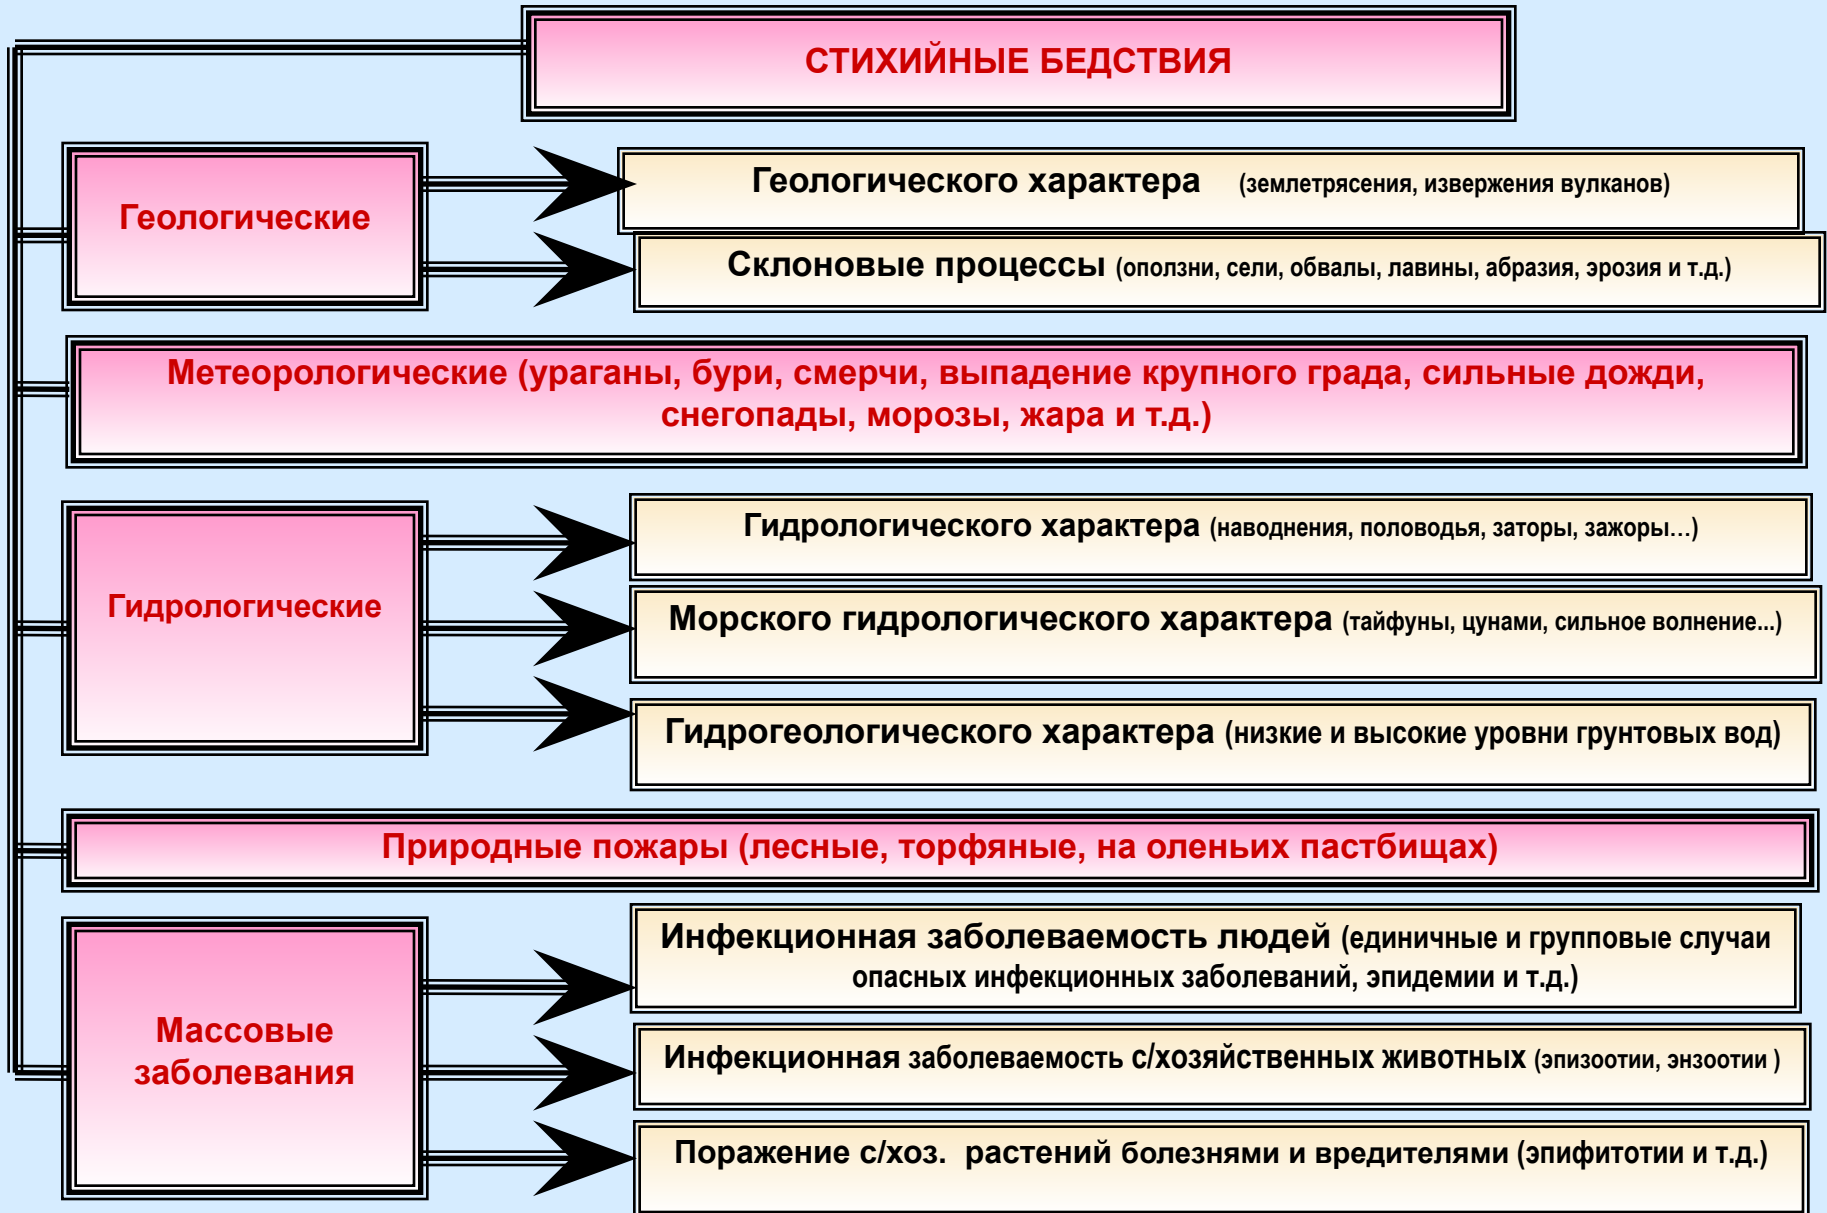 СТИХИЙНЫЕ БЕДСТВИЯ
Геологические
Геологического характера (землетрясения, извержения вулканов)
Склоновые процессы (оползни, сели, обвалы, лавины, абразия, эрозия и т.д.)
Метеорологические (ураганы, бури, смерчи, выпадение крупного града, сильные дожди,
снегопады, морозы, жара и т.д.)
Гидрологические
Гидрологического характера (наводнения, половодья, заторы, зажоры…)
Морского гидрологического характера (тайфуны, цунами, сильное волнение...)
Гидрогеологического характера (низкие и высокие уровни грунтовых вод)
Природные пожары (лесные, торфяные, на оленьих пастбищах)
Массовые
заболевания
Инфекционная заболеваемость людей (единичные и групповые случаи
опасных инфекционных заболеваний, эпидемии и т.д.)
Инфекционная заболеваемость с/хозяйственных животных (эпизоотии, энзоотии )
Поражение с/хоз. растений болезнями и вредителями (эпифитотии и т.д.)